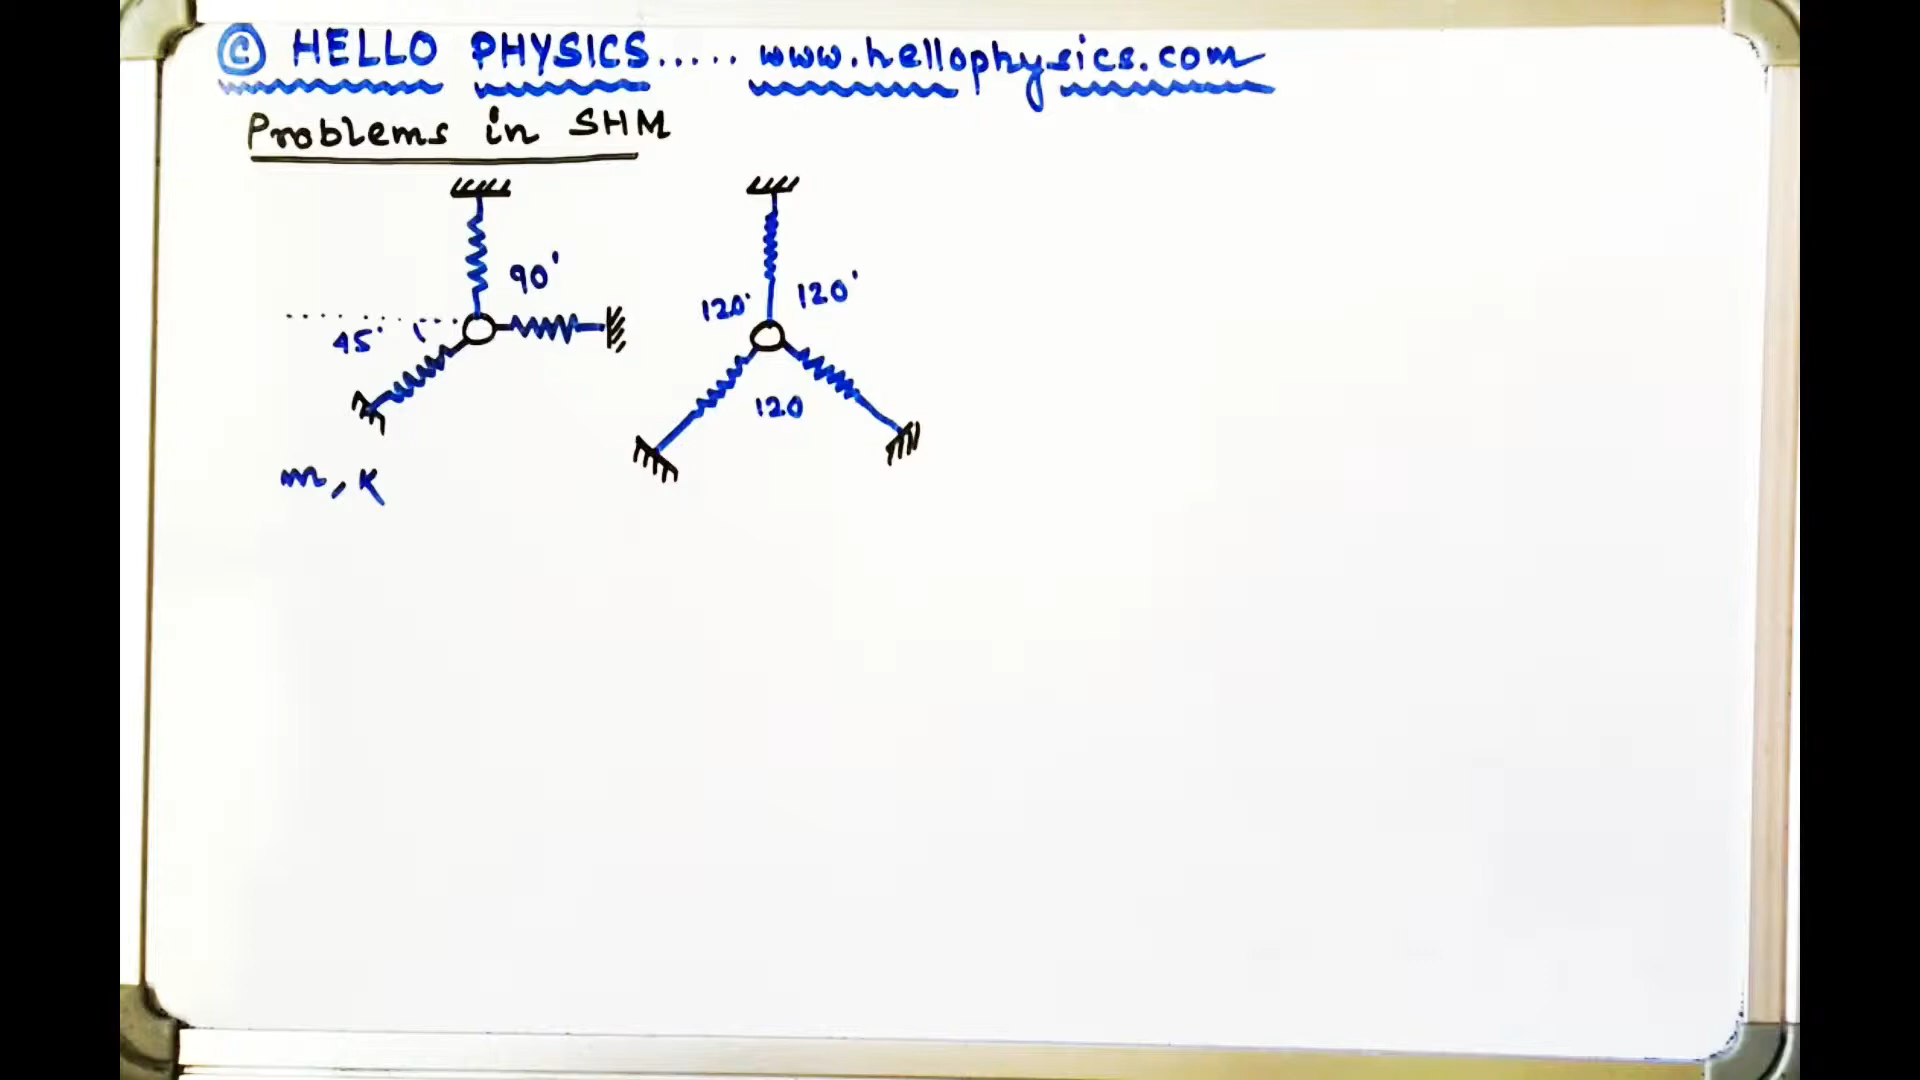 © HELLO PHYSICS..... www.hellophysics.com
Problems in SHM
90°
45°
120° 120°
120
m, K